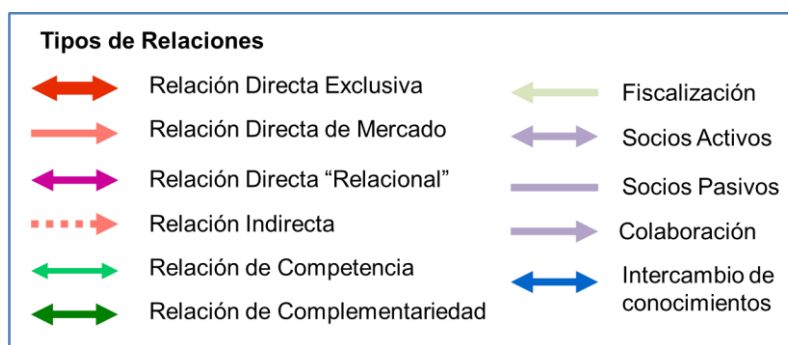 Tipos de Relaciones
Relación Directa Exclusiva
Relación Directa de Mercado
Relación Directa “Relacional”
Relación Indirecta
Relación de Competencia
Relación de Complementariedad
Fiscalización
Socios Activos
Socios Pasivos
Colaboración
Intercambio de
conocimientos